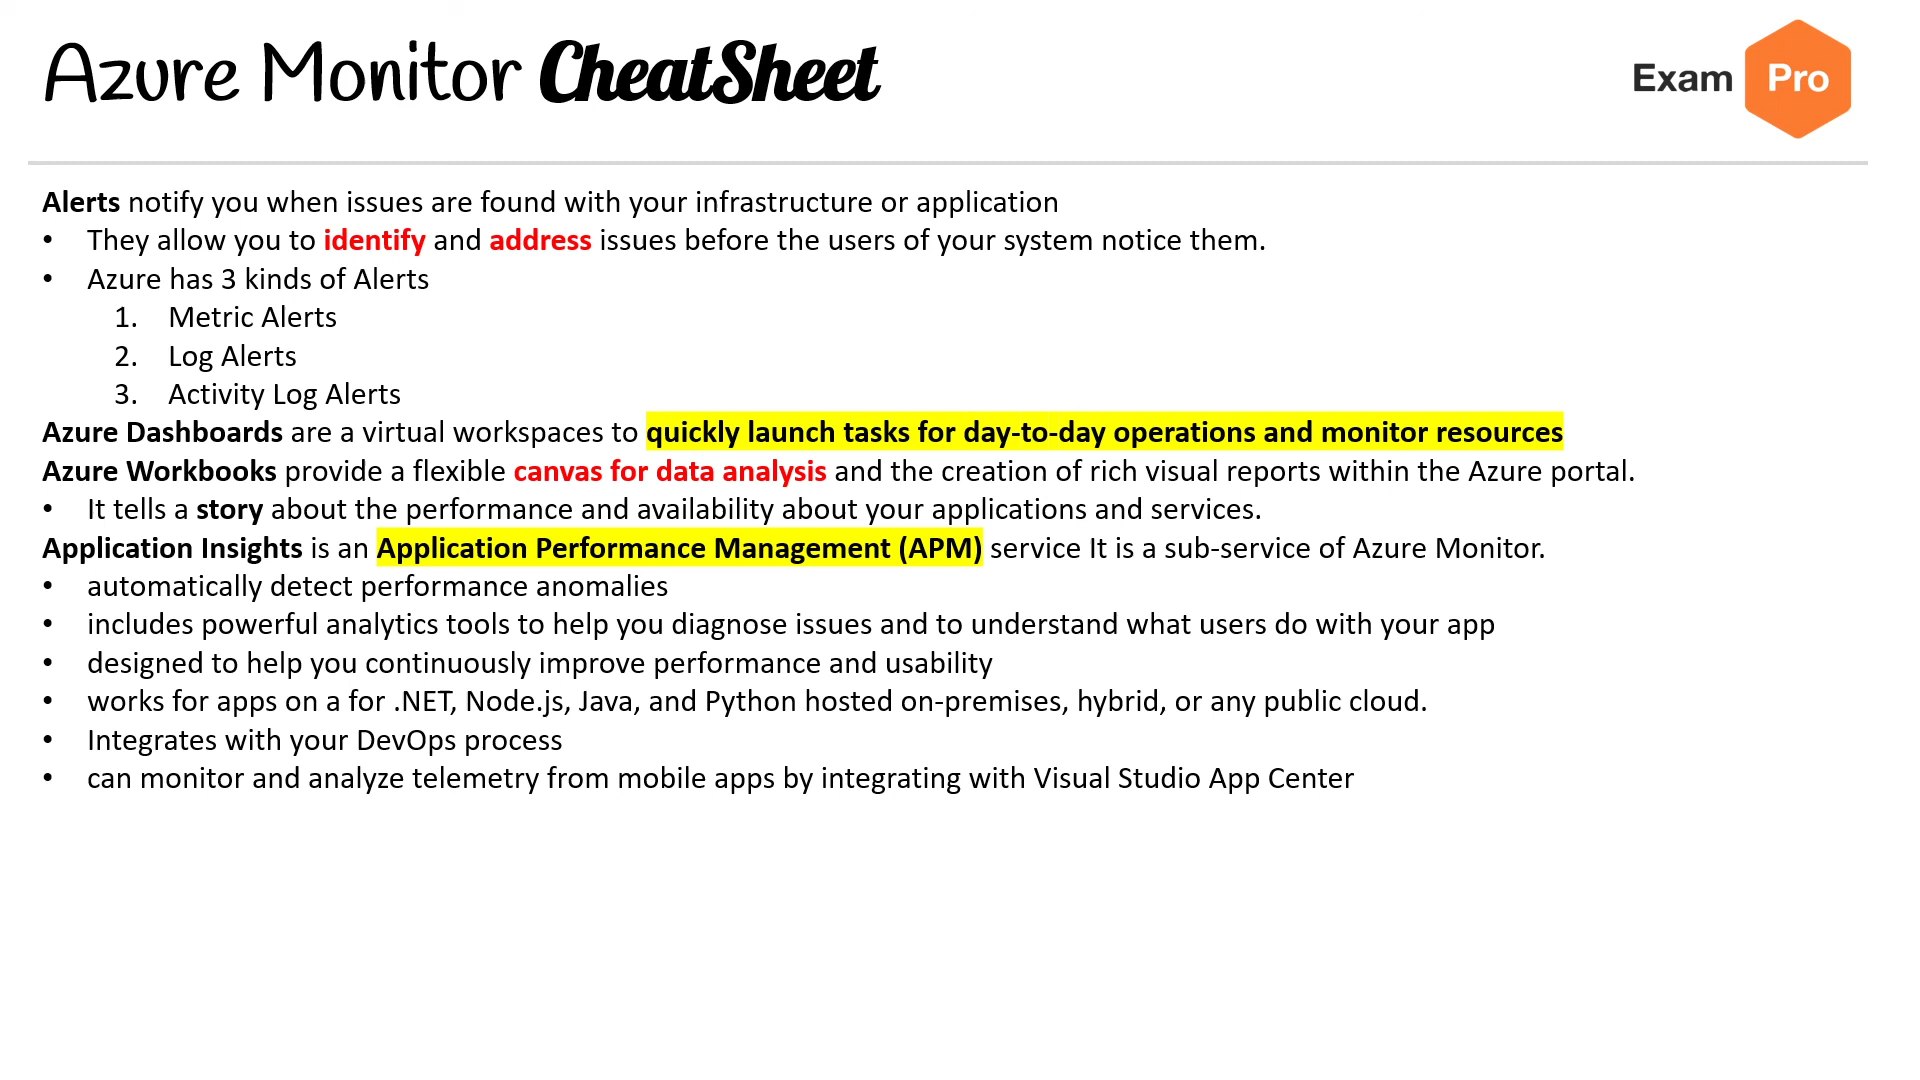 Azure Monitor CheatSheet
Exam Pro
Alerts notify you when issues are found with your infrastructure or application
• They allow you to identify and address issues before the users of your system notice them.
• Azure has 3 kinds of Alerts
1. Metric Alerts
2. Log Alerts
3. Activity Log Alerts
Azure Dashboards are a virtual workspaces to quickly launch tasks for day-to-day operations and monitor resources
Azure Workbooks provide a flexible canvas for data analysis and the creation of rich visual reports within the Azure portal.
• It tells a story about the performance and availability about your applications and services.
Application Insights is an Application Performance Management (APM) service It is a sub-service of Azure Monitor.
• automatically detect performance anomalies
• includes powerful analytics tools to help you diagnose issues and to understand what users do with your app
• designed to help you continuously improve performance and usability
• works for apps on a for .NET, Node.js, Java, and Python hosted on-premises, hybrid, or any public cloud.
• Integrates with your DevOps process
• can monitor and analyze telemetry from mobile apps by integrating with Visual Studio App Center